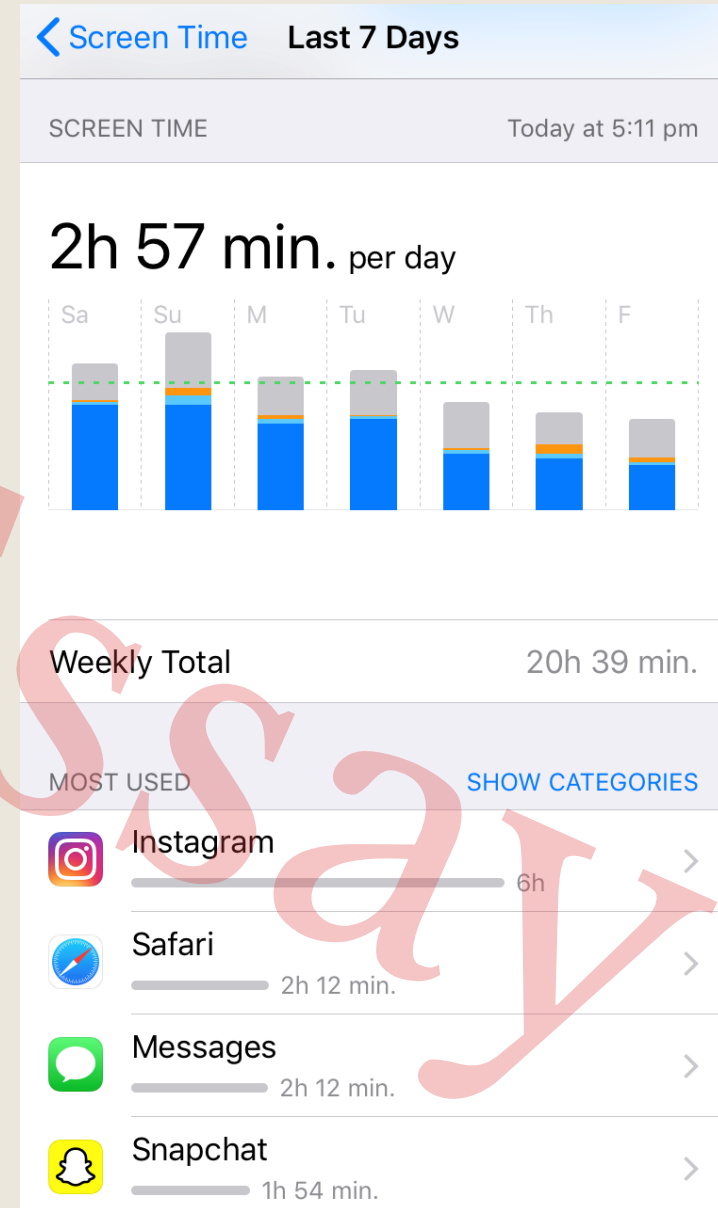 Screen Time Last 7 Days
SCREEN TIME Today at 5:11 pm
2h 57 min. per day
Sa Su M Tu W Th F
Weekly Total 20h 39 min.
MOST USED SHOW CATEGORIES
Instagram
6h
Safari
2h 12 min.
Messages
2h 12 min.
Snapchat
1h 54 min.
ssay